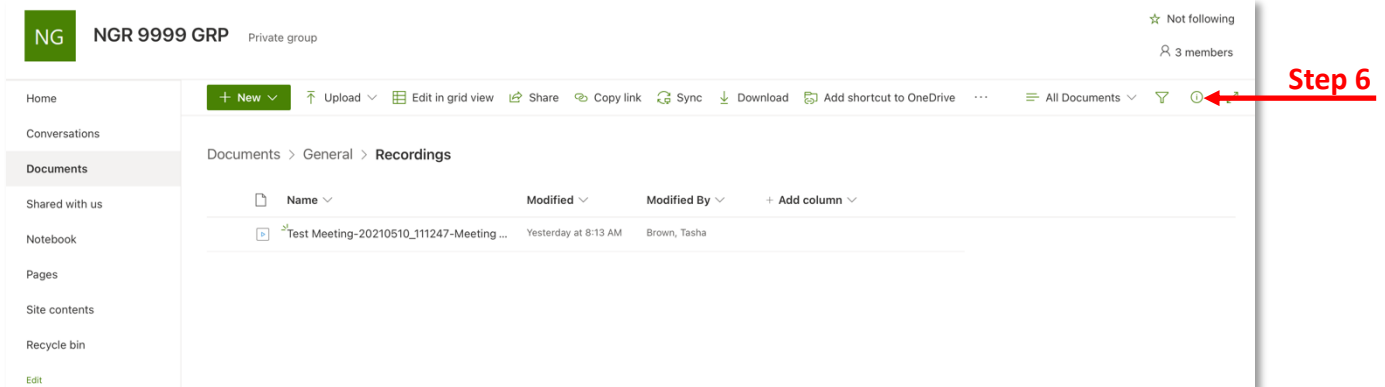 NG NGR 9999 GRP Private group
☆ Not following
3 members
Step 6
Home
Conversations
Documents
Shared with us
Notebook
Pages
Site contents
Recycle bin
Edit
+ New Upload Edit in grid view Share Copy link Sync Download Add shortcut to OneDrive ··· All Documents
Documents > General > Recordings
Name Modified Modified By + Add column
Test Meeting-20210510_111247-Meeting ... Yesterday at 8:13 AM Brown, Tasha